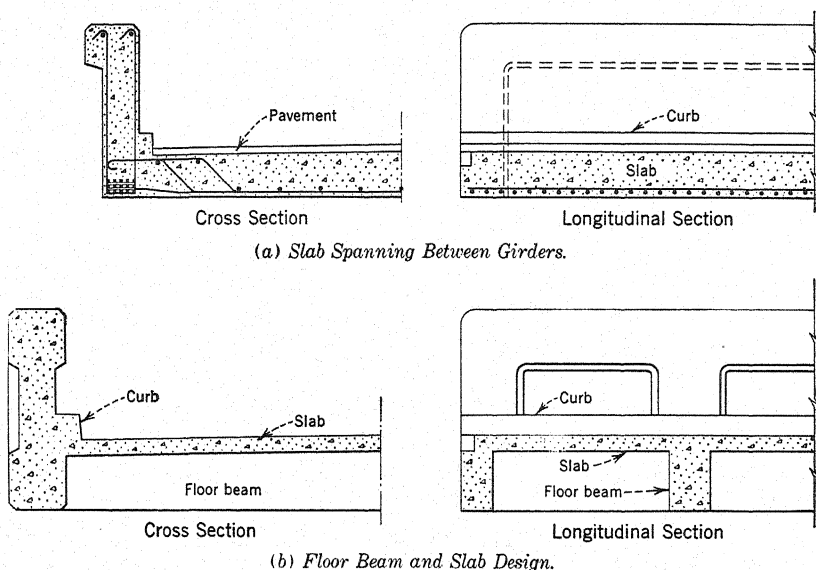 Pavement
Cross Section
Curb
Slab
Longitudinal Section
(a) Slab Spanning Between Girders.
Curb
Slab
Floor beam
Cross Section
Curb
Slab
Floor beam
Longitudinal Section
(b) Floor Beam and Slab Design.